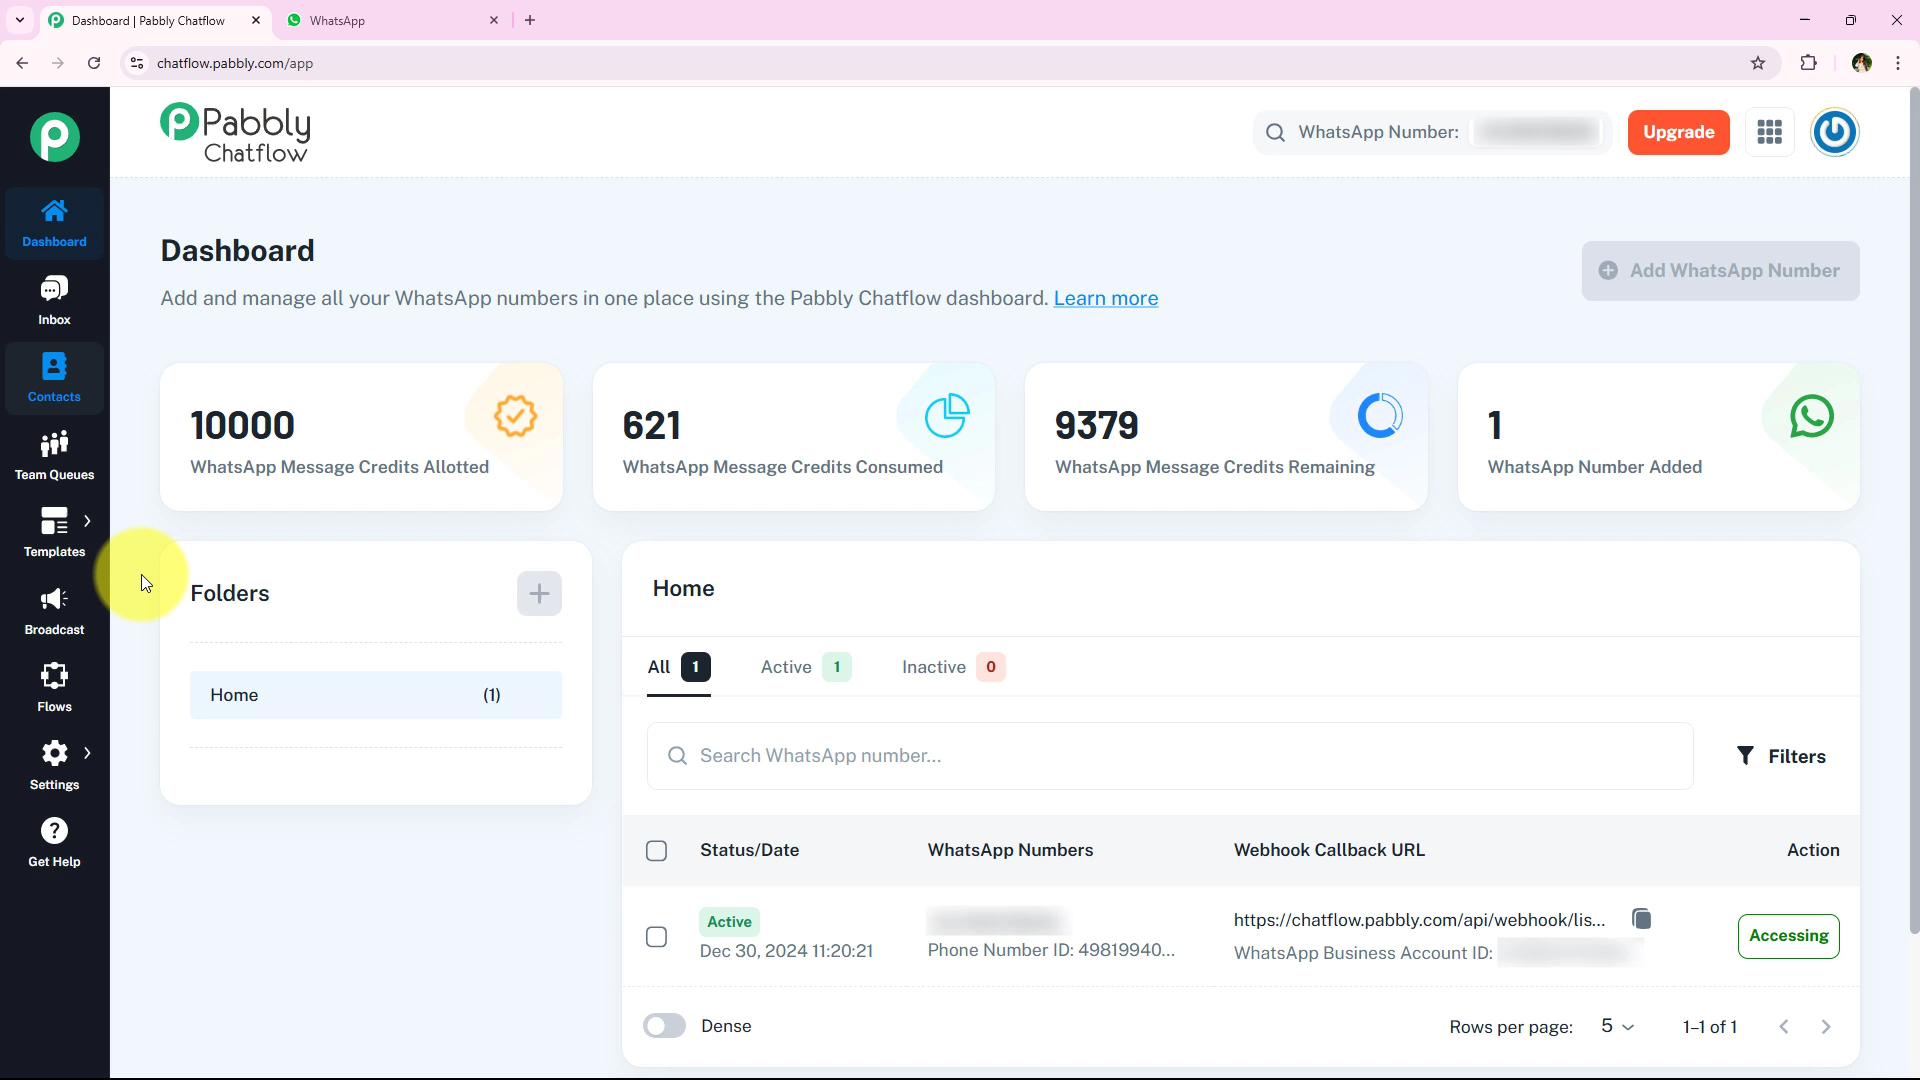 Dashboard | Pabbly Chatflow
WhatsApp
chatflow.pabbly.com/app
Pabbly
Chatflow
WhatsApp Number:
Upgrade
Dashboard
Inbox
Contacts
Team Queues
Templates
Broadcast
Flows
Settings
Get Help
Dashboard
Add and manage all your WhatsApp numbers in one place using the Pabbly Chatflow dashboard. Learn more
Add WhatsApp Number
10000
WhatsApp Message Credits Allotted
621
WhatsApp Message Credits Consumed
9379
WhatsApp Message Credits Remaining
1
WhatsApp Number Added
Folders
Home (1)
Home
All 1 Active 1 Inactive 0
Search WhatsApp number...
Filters
Status/Date WhatsApp Numbers Webhook Callback URL Action
Active
Dec 30, 2024 11:20:21
Phone Number ID: 49819940...
https://chatflow.pabbly.com/api/webhook/lis...
WhatsApp Business Account ID:
Accessing
Dense
Rows per page: 5 1–1 of 1